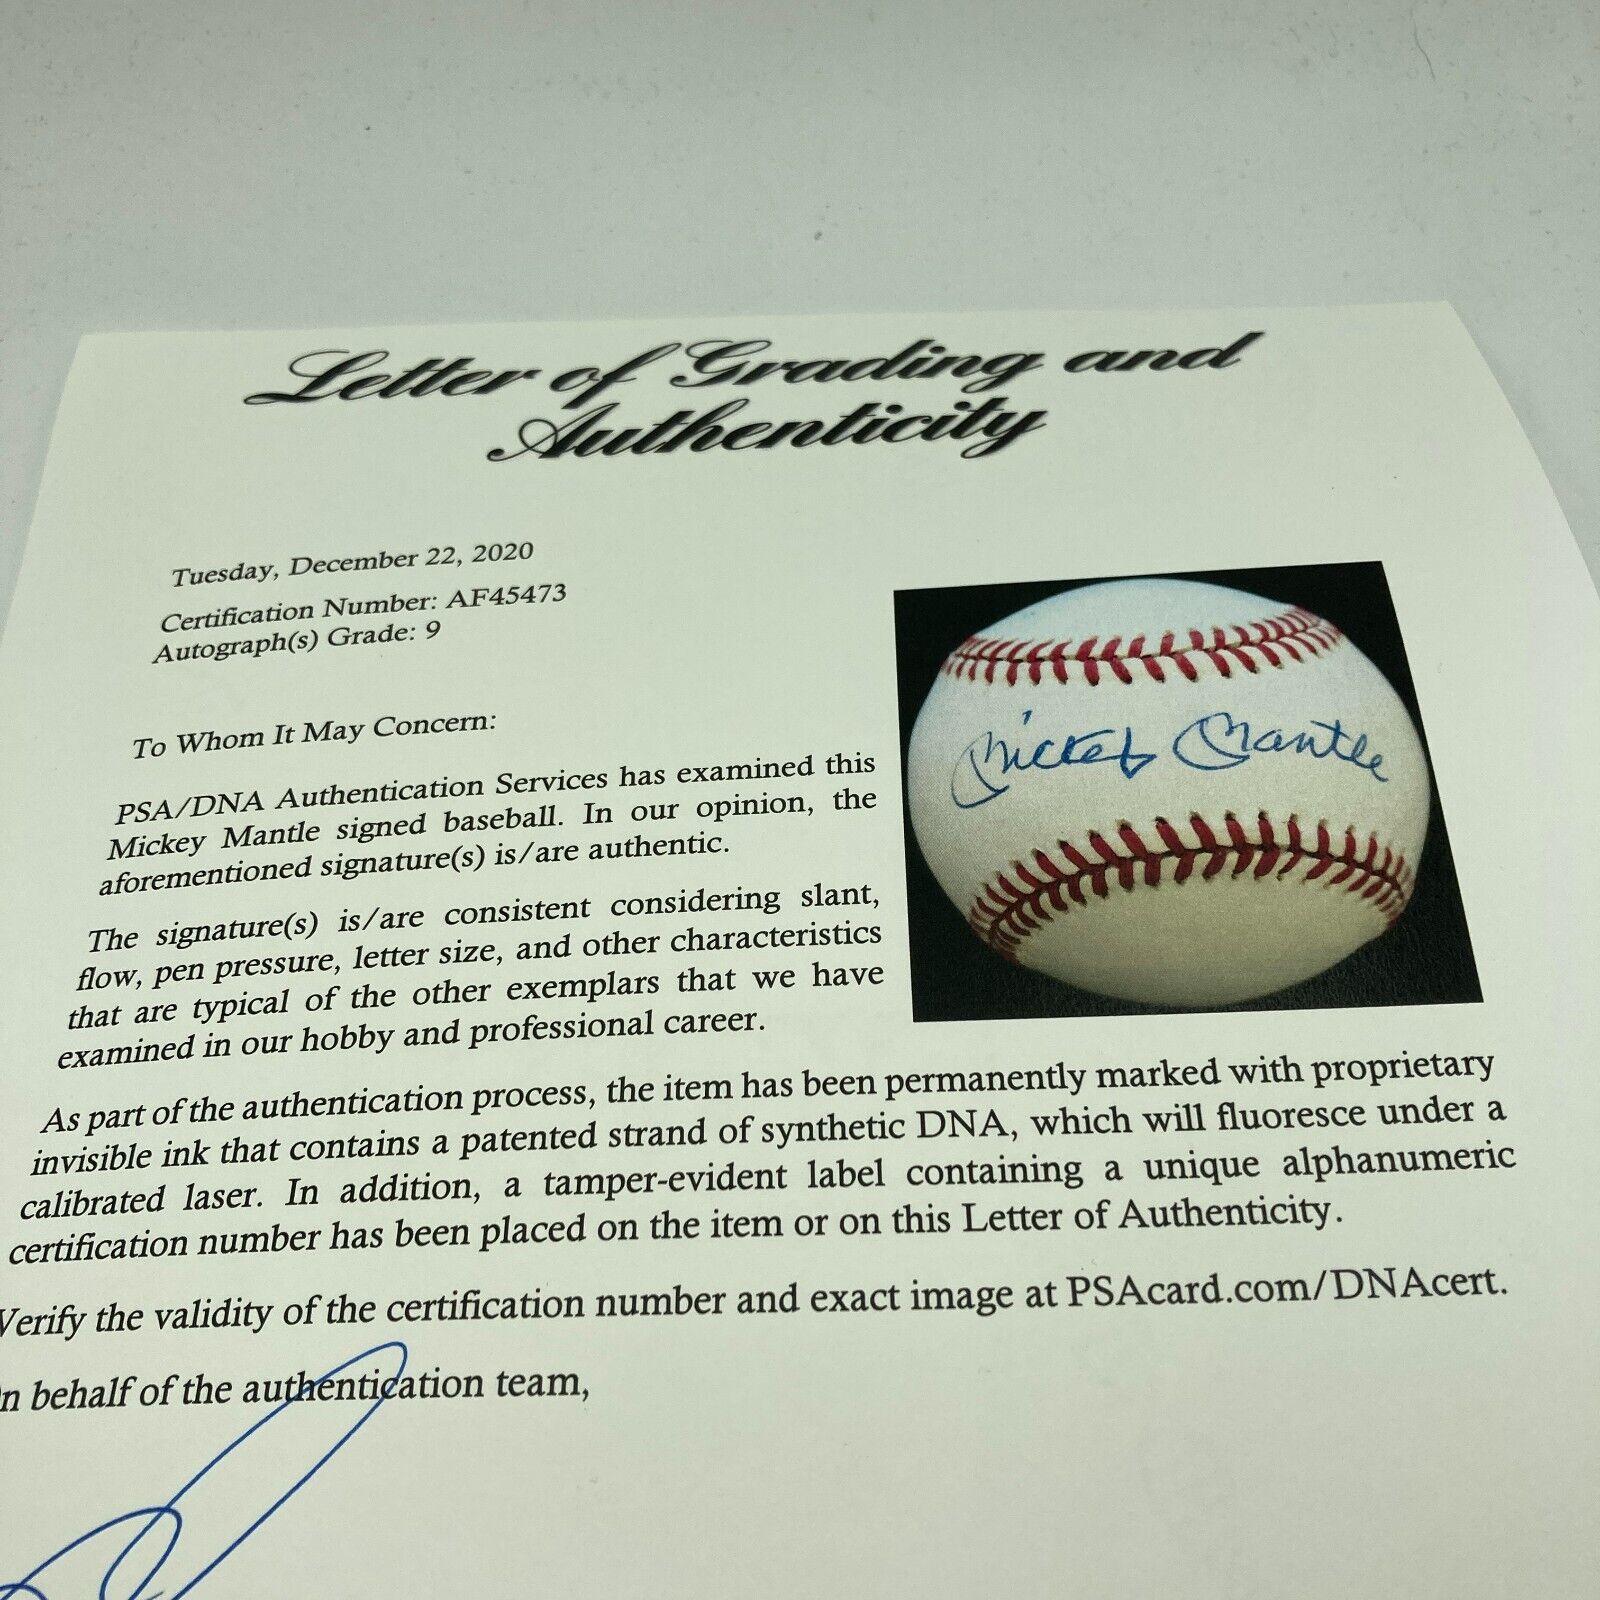 Letter of Grading and
Authenticity
Tuesday, December 22, 2020
Certification Number: AF45473
Autograph(s) Grade: 9
To Whom It May Concern:
PSA/DNA Authentication Services has examined this
Mickey Mantle signed baseball. In our opinion, the
aforementioned signature(s) is/are authentic.
Mickey Mantle
The signature(s) is/are consistent considering slant,
flow, pen pressure, letter size, and other characteristics
that are typical of the other exemplars that we have
examined in our hobby and professional career.
As part of the authentication process, the item has been permanently marked with proprietary
invisible ink that contains a patented strand of synthetic DNA, which will fluoresce under a
calibrated laser. In addition, a tamper-evident label containing a unique alphanumeric
certification number has been placed on the item or on this Letter of Authenticity.
Verify the validity of the certification number and exact image at PSAcard.com/DNAcert.
On behalf of the authentication team,